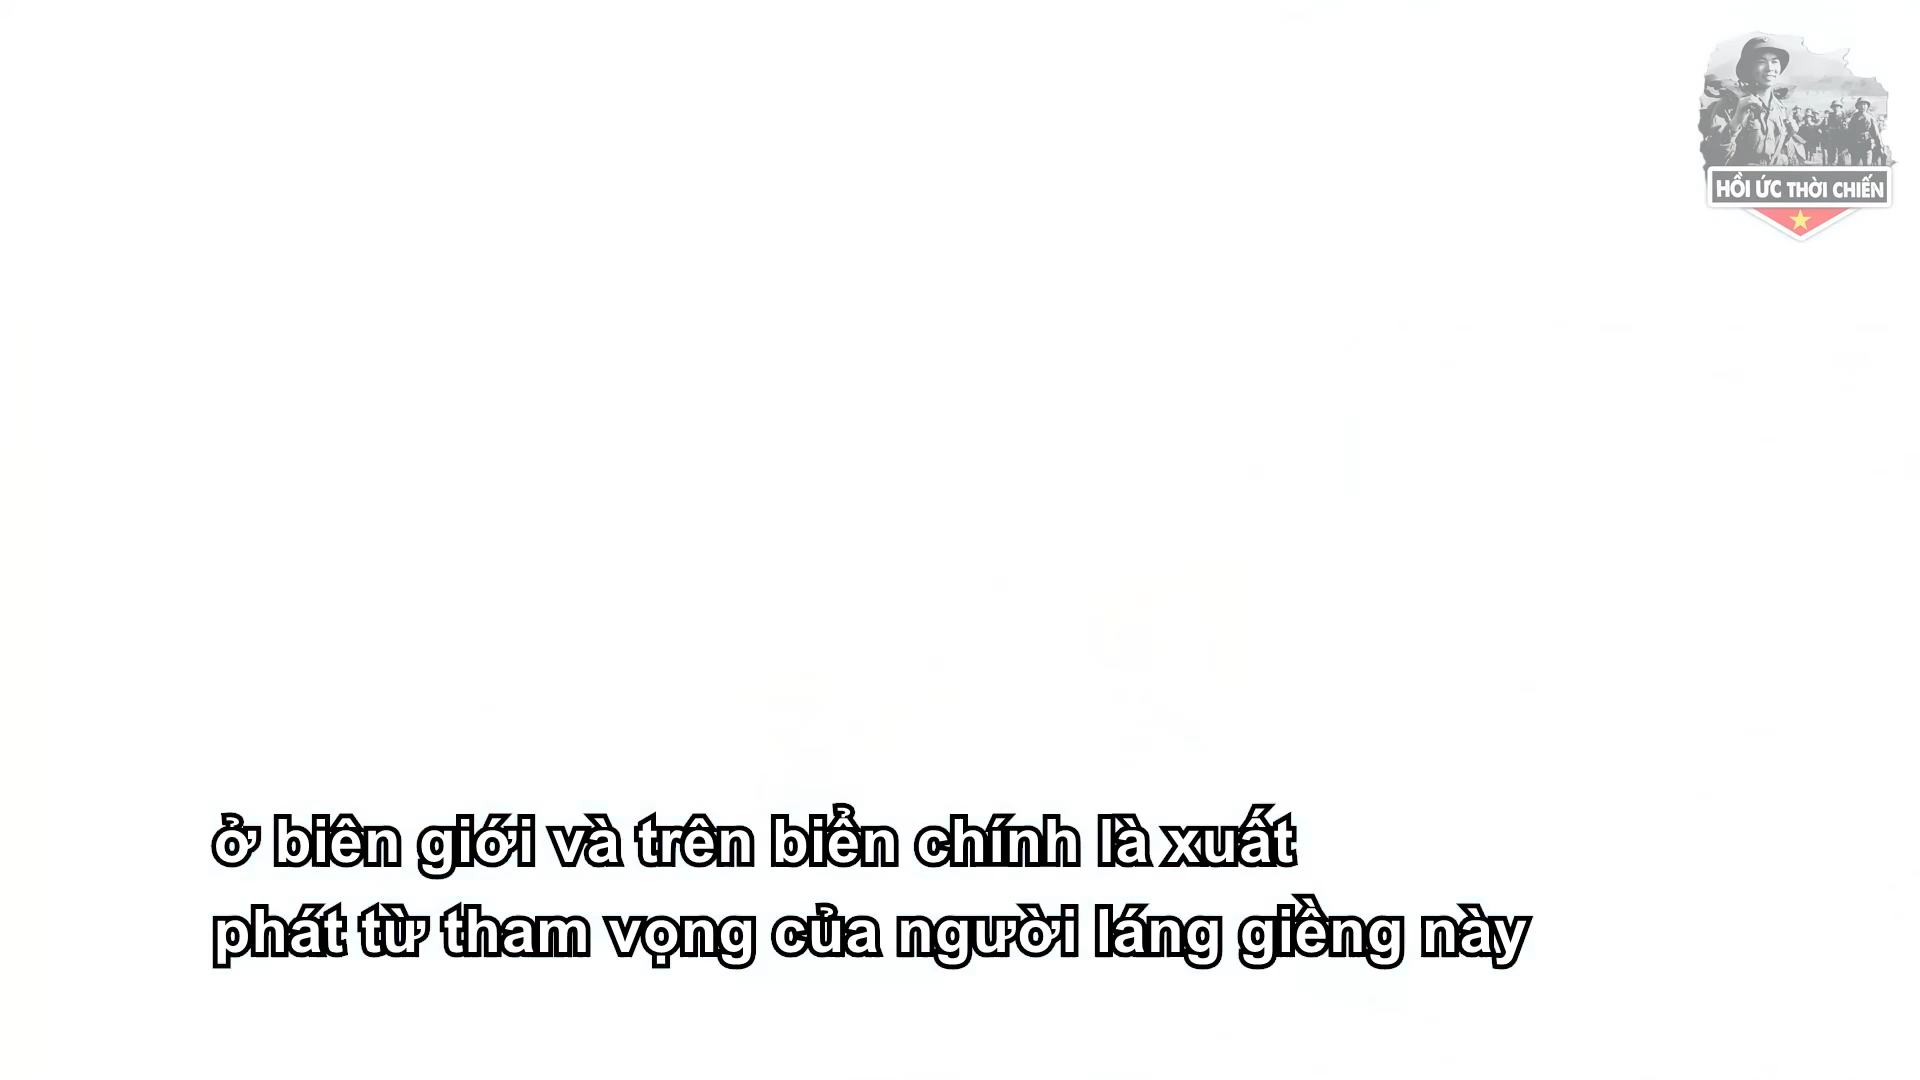 HỒI ỨC THỜI CHIẾN
ở biên giới và trên biển chính là xuất
phát từ tham vọng của người láng giềng này